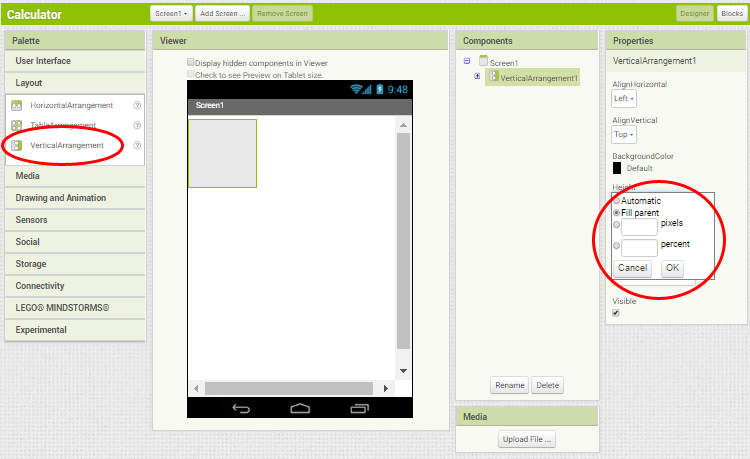 Calculator
Screen1
Add Screen ...
Remove Screen
Designer
Blocks
Palette
User Interface
Layout
HorizontalArrangement
TableArrangement
VerticalArrangement
Media
Drawing and Animation
Sensors
Social
Storage
Connectivity
LEGO® MINDSTORMS®
Experimental
Viewer
Display hidden components in Viewer
Check to see Preview on Tablet size.
9:48
Screen1
Components
Screen1
VerticalArrangement1
Rename
Delete
Media
Upload File ...
Properties
VerticalArrangement1
AlignHorizontal
Left
AlignVertical
Top
BackgroundColor
Default
Height
Automatic
Fill parent
pixels
percent
Cancel
OK
Visible